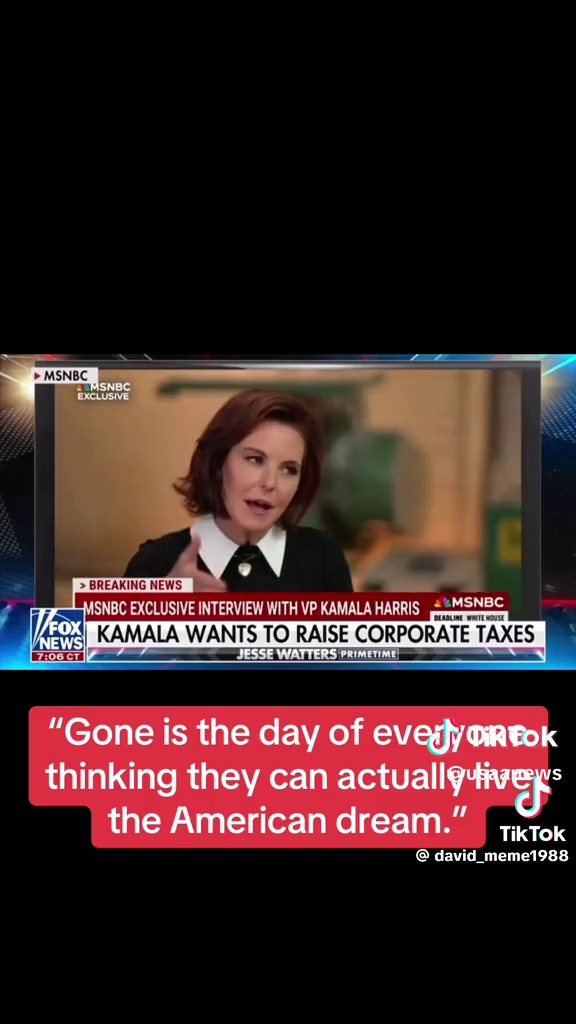 MSNBC
MSNBC
EXCLUSIVE
> BREAKING NEWS
MSNBC EXCLUSIVE INTERVIEW WITH VP KAMALA HARRIS
MSNBC
DEADLINE: WHITE HOUSE
FOX
NEWS
7:06 CT
KAMALA WANTS TO RAISE CORPORATE TAXES
JESSE WATTERS PRIMETIME
“Gone is the day of everyone
thinking they can actually live
the American dream.”
TikTok
@usaanews
TikTok
@ david_meme1988